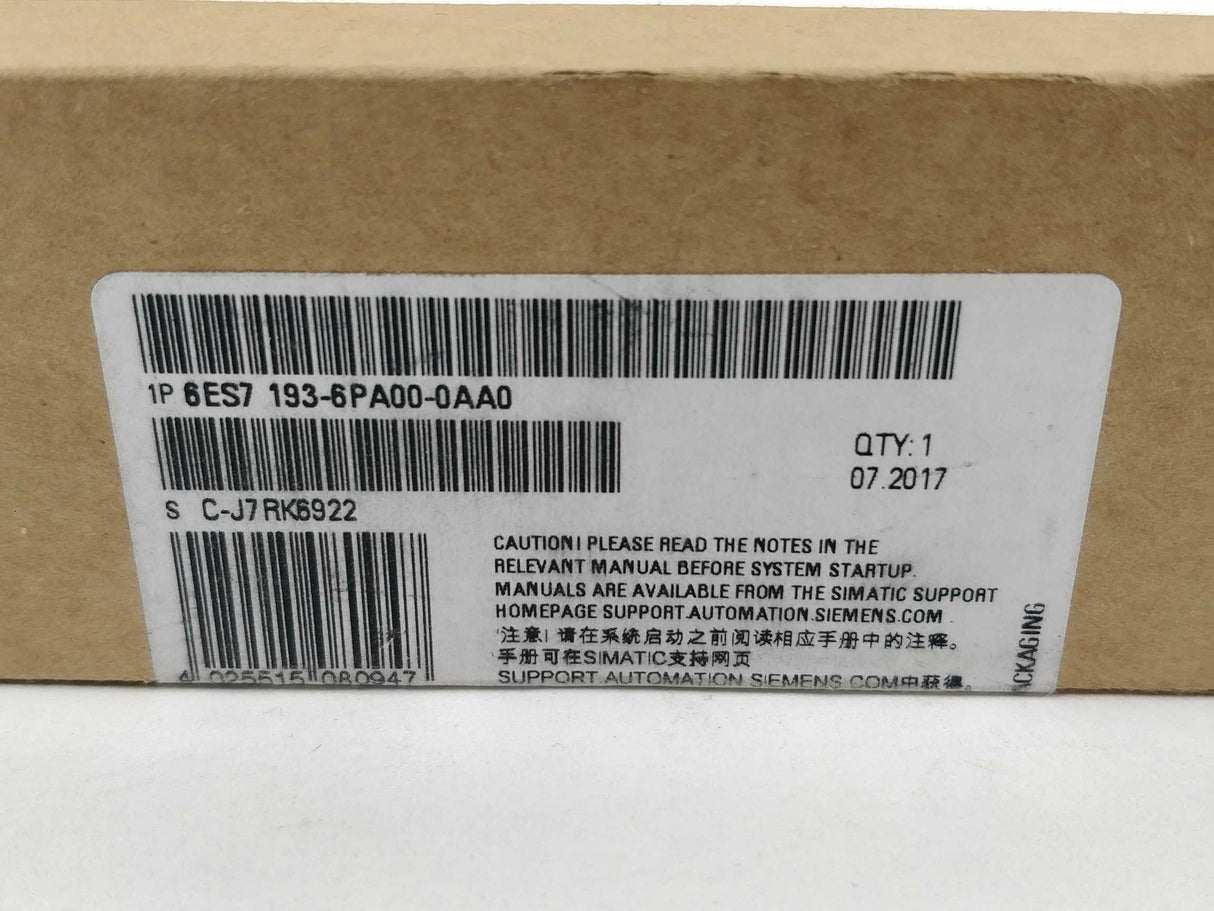 1P 6ES7 193-6PA00-0AA0
QTY: 1
07.2017
S C-J7RK6922
CAUTION! PLEASE READ THE NOTES IN THE
RELEVANT MANUAL BEFORE SYSTEM STARTUP.
MANUALS ARE AVAILABLE FROM THE SIMATIC SUPPORT
HOMEPAGE SUPPORT.AUTOMATION.SIEMENS.COM .
注意! 请在系统启动之前阅读相应手册中的注释。
手册可在SIMATIC支持网页
SUPPORT.AUTOMATION.SIEMENS.COM中获得。
4 025515 080947